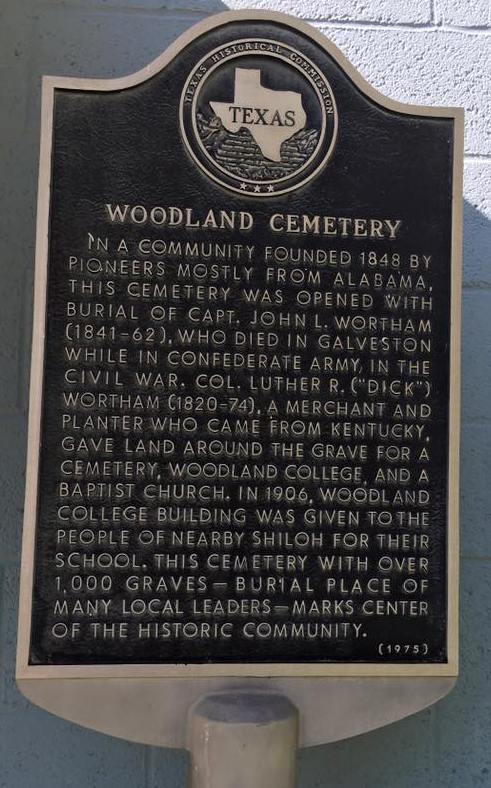 TEXAS HISTORICAL COMMISSION
TEXAS
WOODLAND CEMETERY
IN A COMMUNITY FOUNDED 1848 BY
PIONEERS MOSTLY FROM ALABAMA,
THIS CEMETERY WAS OPENED WITH
BURIAL OF CAPT. JOHN L. WORTHAM
(1841-62), WHO DIED IN GALVESTON
WHILE IN CONFEDERATE ARMY, IN THE
CIVIL WAR. COL. LUTHER R. ("DICK")
WORTHAM (1820-74), A MERCHANT AND
PLANTER WHO CAME FROM KENTUCKY,
GAVE LAND AROUND THE GRAVE FOR A
CEMETERY, WOODLAND COLLEGE, AND A
BAPTIST CHURCH. IN 1906, WOODLAND
COLLEGE BUILDING WAS GIVEN TO THE
PEOPLE OF NEARBY SHILOH FOR THEIR
SCHOOL. THIS CEMETERY WITH OVER
1,000 GRAVES—BURIAL PLACE OF
MANY LOCAL LEADERS—MARKS CENTER
OF THE HISTORIC COMMUNITY.
(1975)